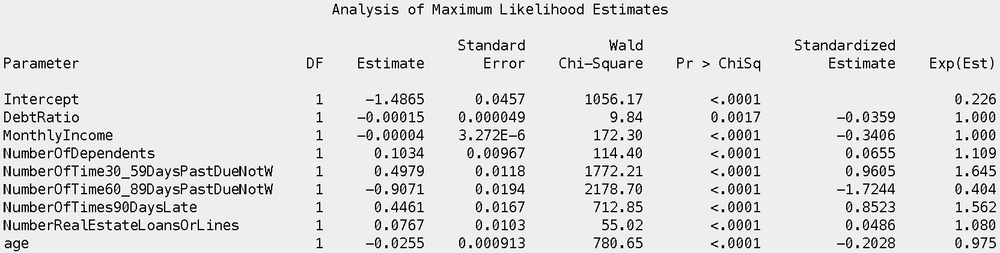 Analysis of Maximum Likelihood Estimates
Standard Wald Standardized
Parameter DF Estimate Error Chi-Square Pr > ChiSq Estimate Exp(Est)
Intercept 1 -1.4865 0.0457 1056.17 <.0001 0.226
DebtRatio 1 -0.00015 0.000049 9.84 0.0017 -0.0359 1.000
MonthlyIncome 1 -0.00004 3.272E-6 172.30 <.0001 -0.3406 1.000
NumberOfDependents 1 0.1034 0.00967 114.40 <.0001 0.0655 1.109
NumberOfTime30_59DaysPastDueNotW 1 0.4979 0.0118 1772.21 <.0001 0.9605 1.645
NumberOfTime60_89DaysPastDueNotW 1 -0.9071 0.0194 2178.70 <.0001 -1.7244 0.404
NumberOfTimes90DaysLate 1 0.4461 0.0167 712.85 <.0001 0.8523 1.562
NumberRealEstateLoansOrLines 1 0.0767 0.0103 55.02 <.0001 0.0486 1.080
age 1 -0.0255 0.000913 780.65 <.0001 -0.2028 0.975